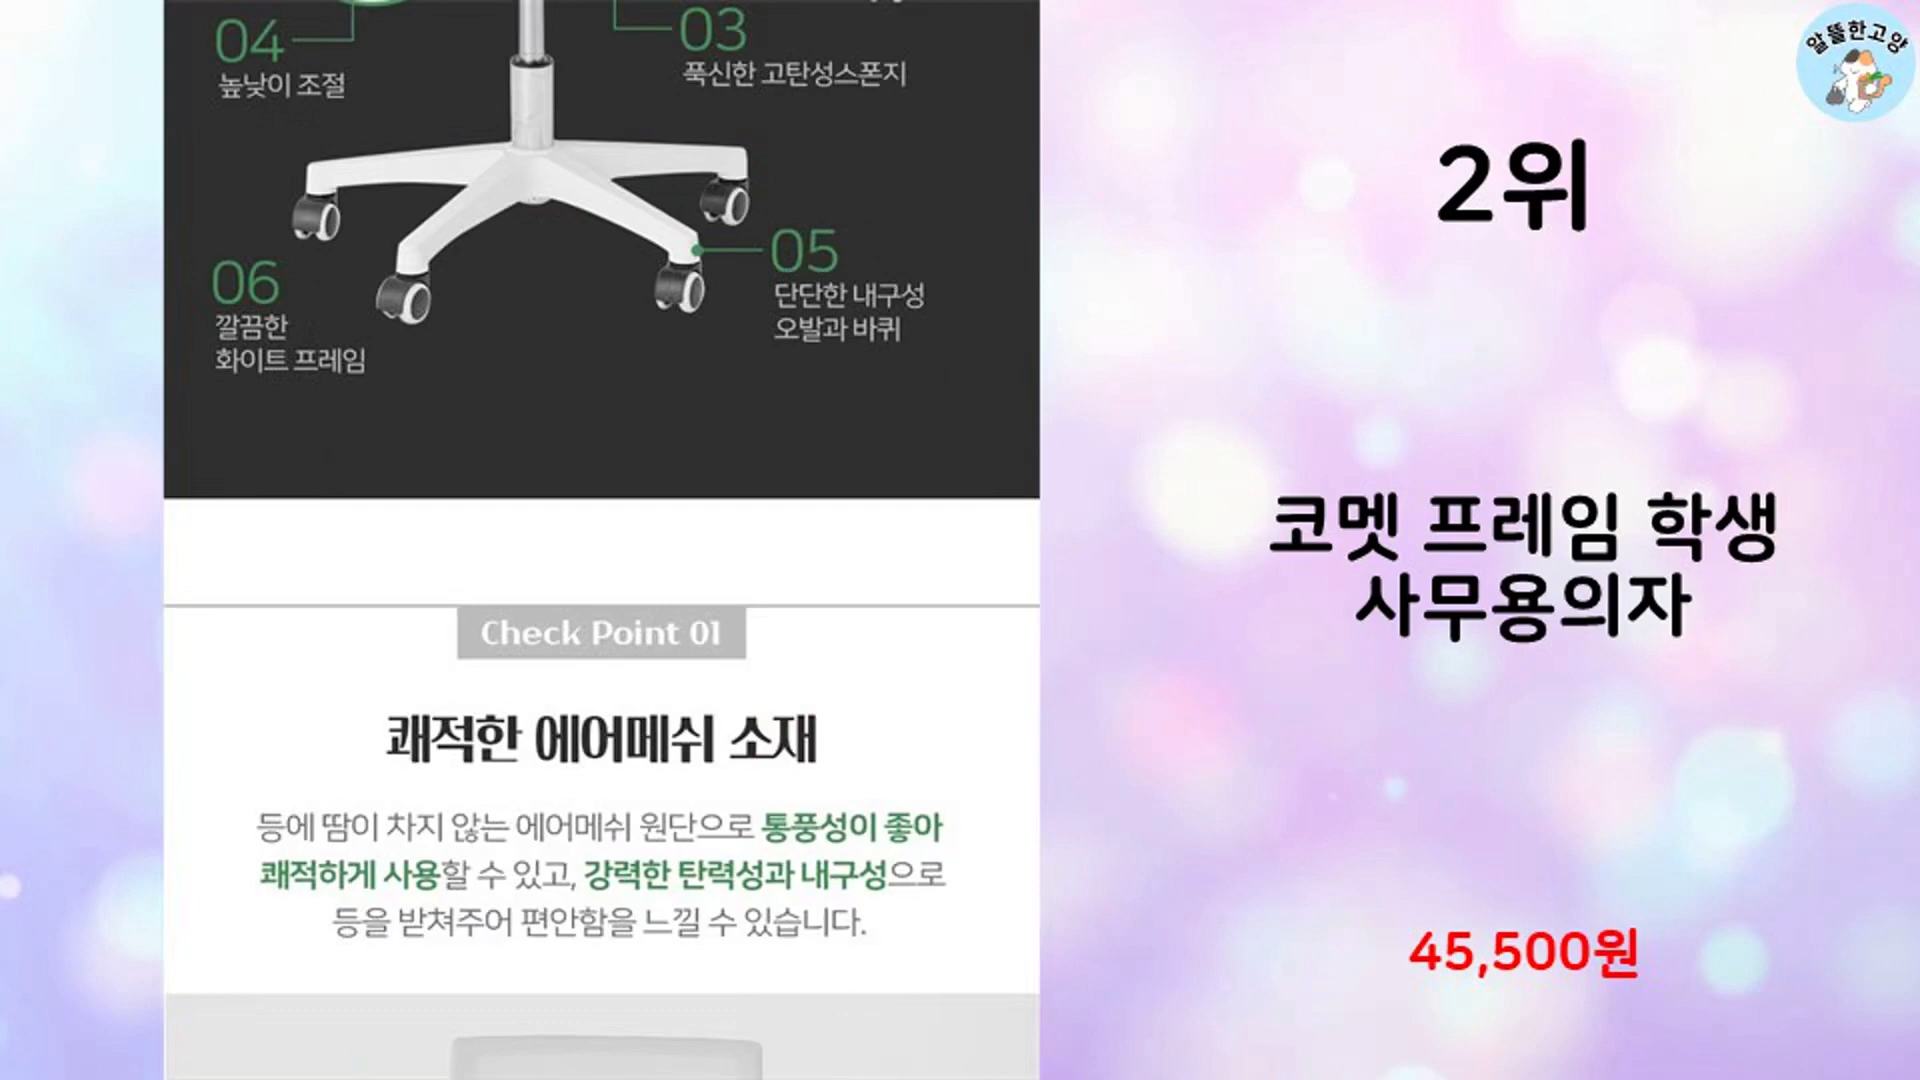 04
높낮이 조절
03
푹신한 고탄성스폰지
05
단단한 내구성
오발과 바퀴
06
깔끔한
화이트 프레임
Check Point 01
쾌적한 에어메쉬 소재
등에 땀이 차지 않는 에어메쉬 원단으로 통풍성이 좋아
쾌적하게 사용할 수 있고, 강력한 탄력성과 내구성으로
등을 받쳐주어 편안함을 느낄 수 있습니다.
알뜰한고양
2위
코멧 프레임 학생
사무용의자
45,500원